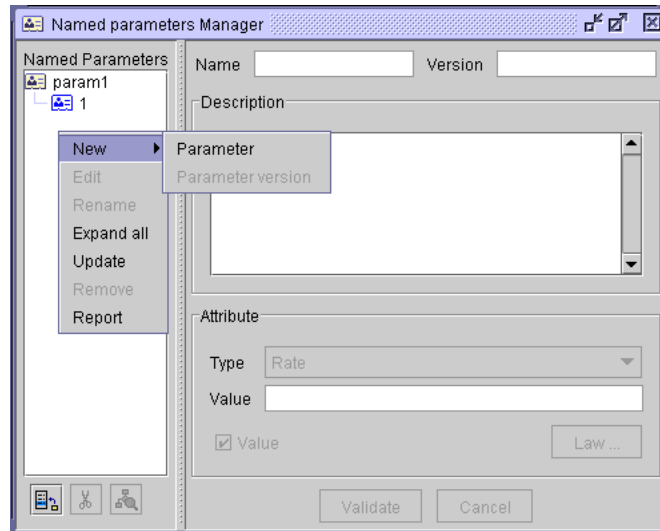 Named parameters Manager
Named Parameters
param1
1
Name
Version
Description
New
Parameter
Edit
Parameter version
Rename
Expand all
Update
Remove
Report
Attribute
Type Rate
Value
Value
Law ...
Validate
Cancel